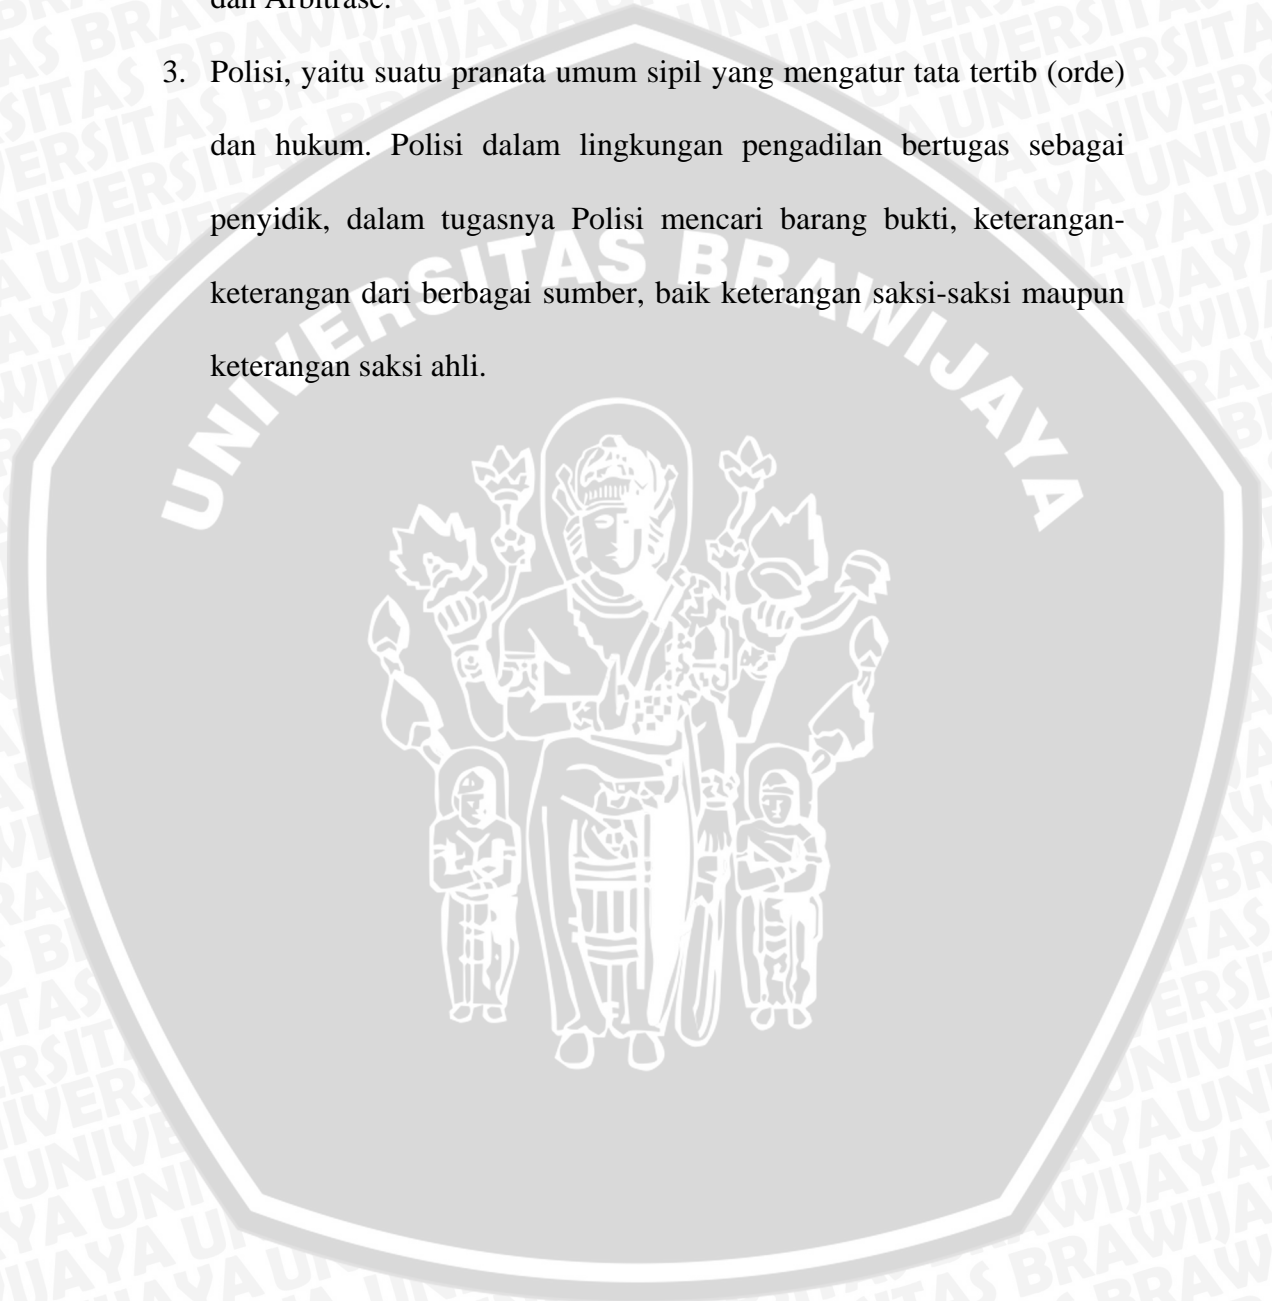 dan Arbitrase.
3. Polisi, yaitu suatu pranata umum sipil yang mengatur tata tertib (orde)
dan hukum. Polisi dalam lingkungan pengadilan bertugas sebagai
penyidik, dalam tugasnya Polisi mencari barang bukti, keterangan-
keterangan dari berbagai sumber, baik keterangan saksi-saksi maupun
keterangan saksi ahli.
UNIVERSITAS BRAWIJAYA